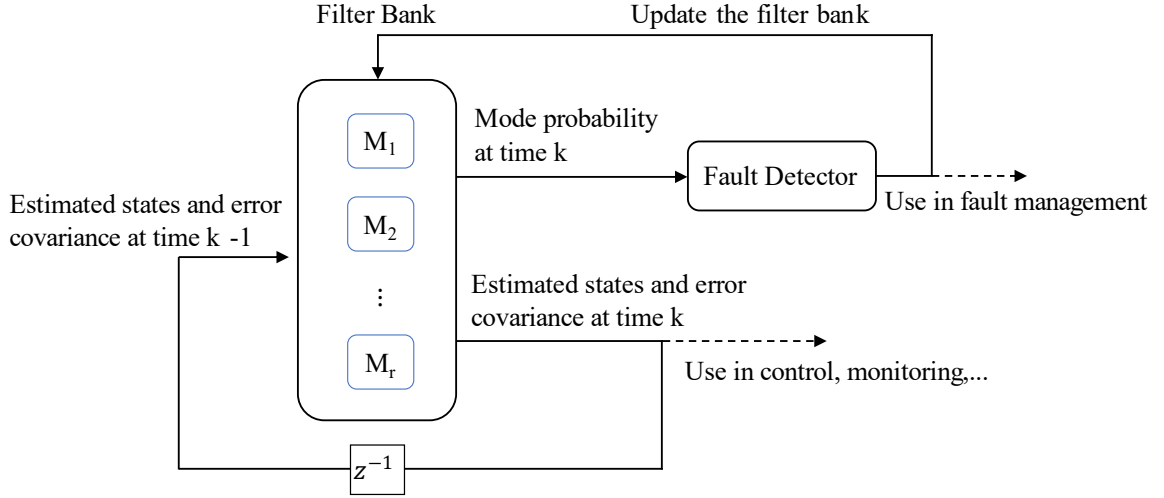 Filter Bank
Update the filter bank
M1
Mode probability
at time k
Fault Detector
Use in fault management
Estimated states and error
covariance at time k -1
M2
⋮
Estimated states and error
covariance at time k
Mr
Use in control, monitoring,...
z⁻¹